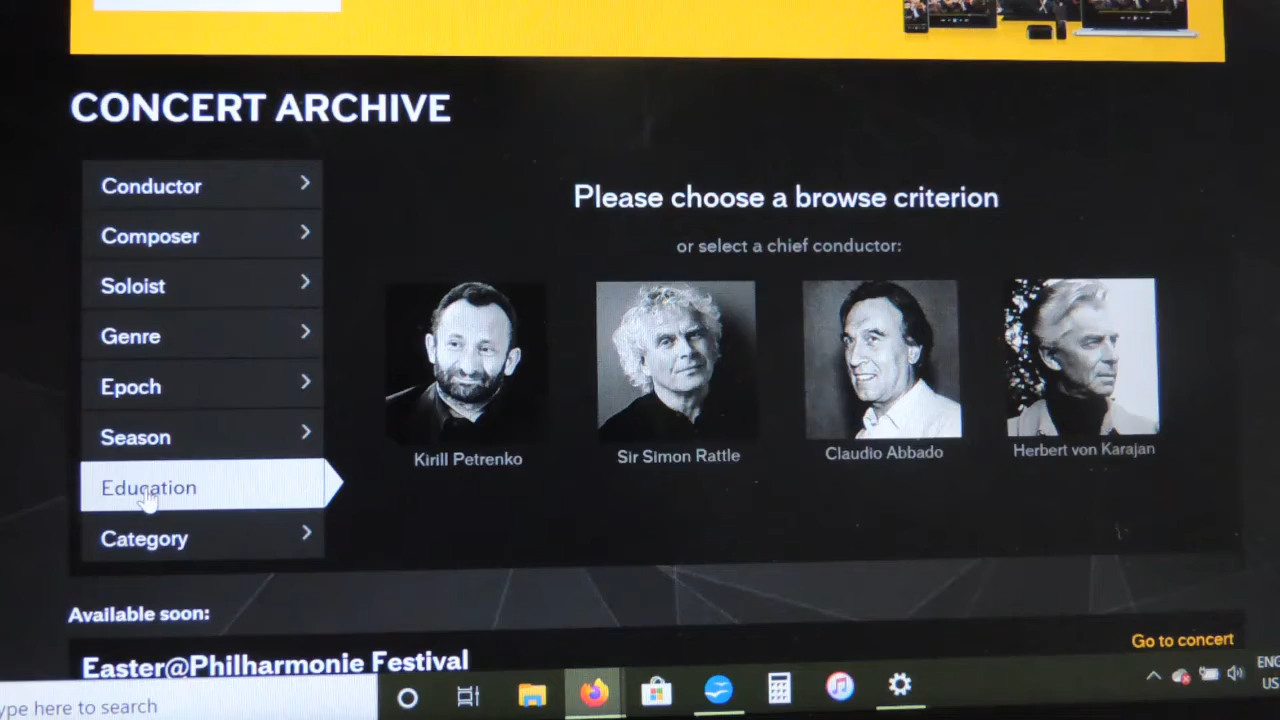 CONCERT ARCHIVE
Conductor
Composer
Soloist
Genre
Epoch
Season
Education
Category
Please choose a browse criterion
or select a chief conductor:
Kirill Petrenko
Sir Simon Rattle
Claudio Abbado
Herbert von Karajan
Available soon:
Go to concert
Easter@Philharmonie Festival
ype here to search
ENG
US